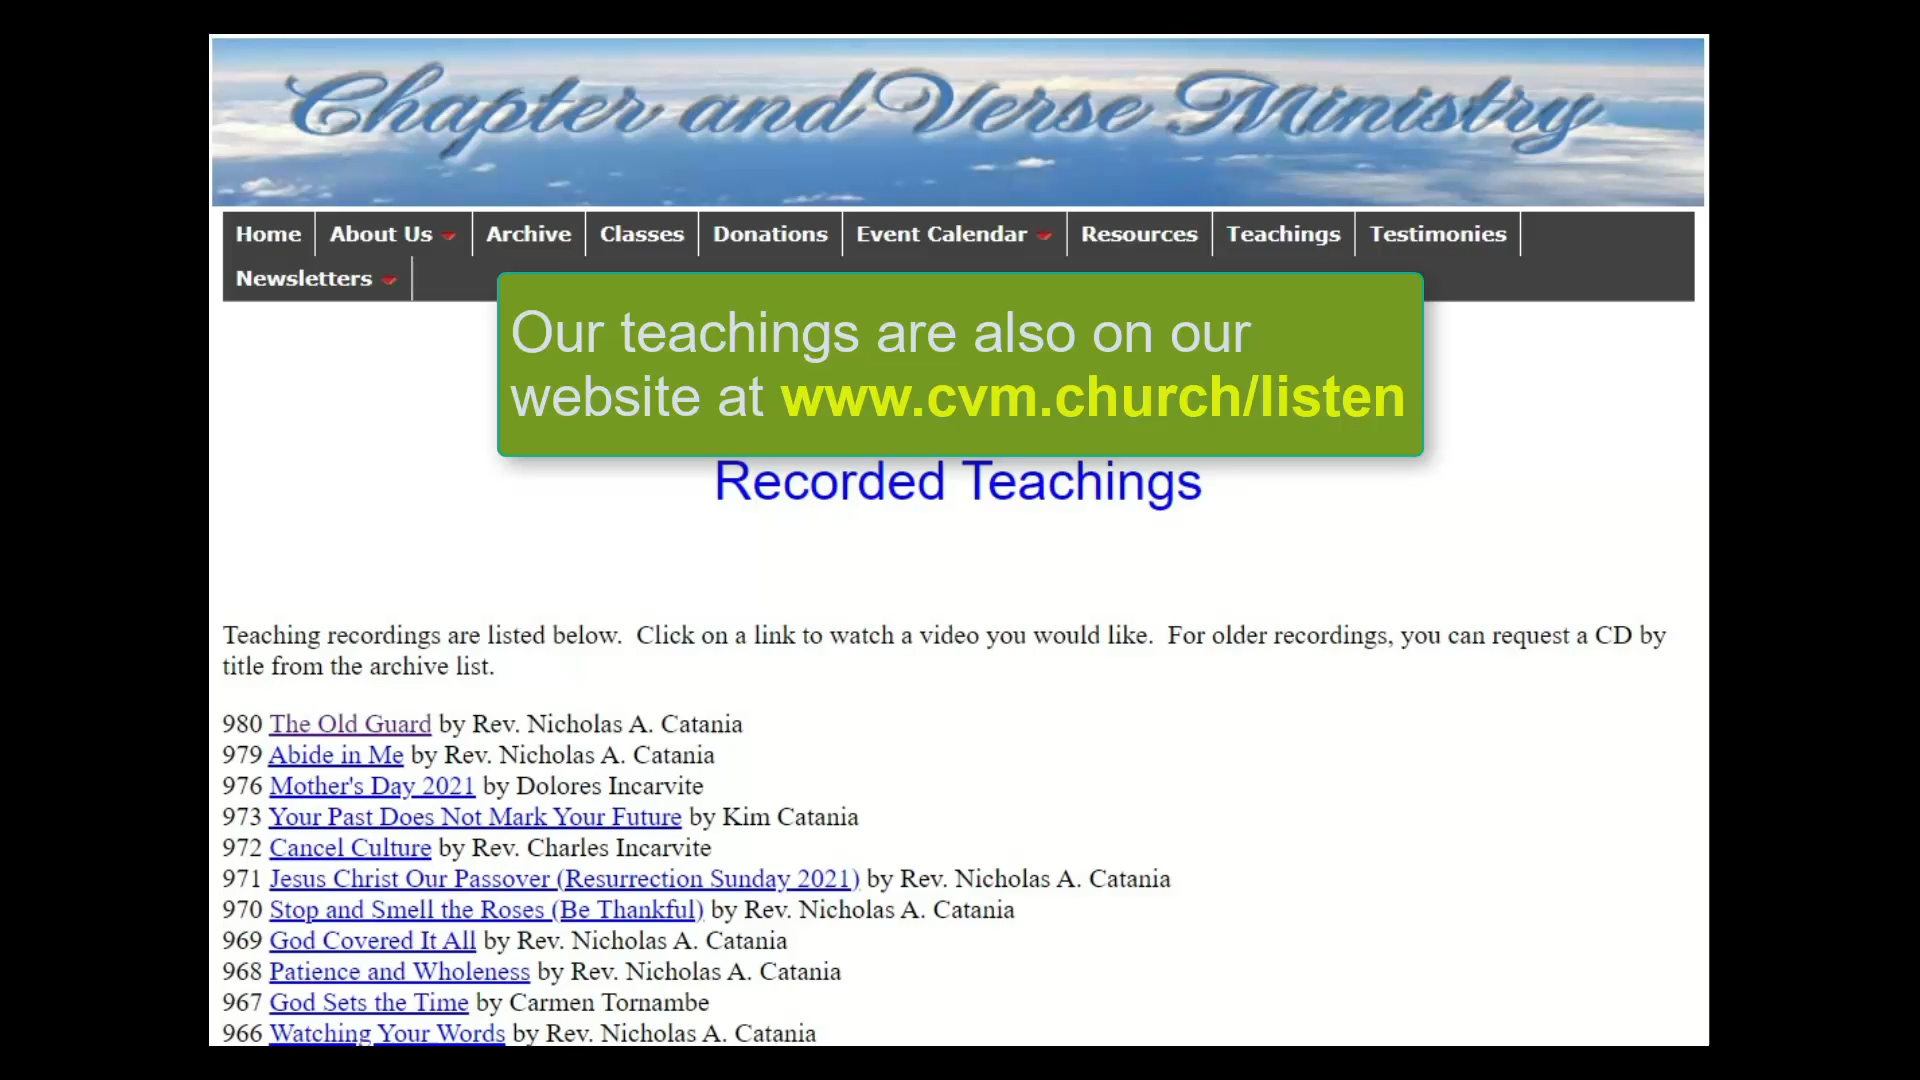 Chapter and Verse Ministry
Home About Us Archive Classes Donations Event Calendar Resources Teachings Testimonies
Newsletters
Our teachings are also on our
website at www.cvm.church/listen
Recorded Teachings
Teaching recordings are listed below.  Click on a link to watch a video you would like.  For older recordings, you can request a CD by
title from the archive list.
980 The Old Guard by Rev. Nicholas A. Catania
979 Abide in Me by Rev. Nicholas A. Catania
976 Mother's Day 2021 by Dolores Incarvite
973 Your Past Does Not Mark Your Future by Kim Catania
972 Cancel Culture by Rev. Charles Incarvite
971 Jesus Christ Our Passover (Resurrection Sunday 2021) by Rev. Nicholas A. Catania
970 Stop and Smell the Roses (Be Thankful) by Rev. Nicholas A. Catania
969 God Covered It All by Rev. Nicholas A. Catania
968 Patience and Wholeness by Rev. Nicholas A. Catania
967 God Sets the Time by Carmen Tornambe
966 Watching Your Words by Rev. Nicholas A. Catania